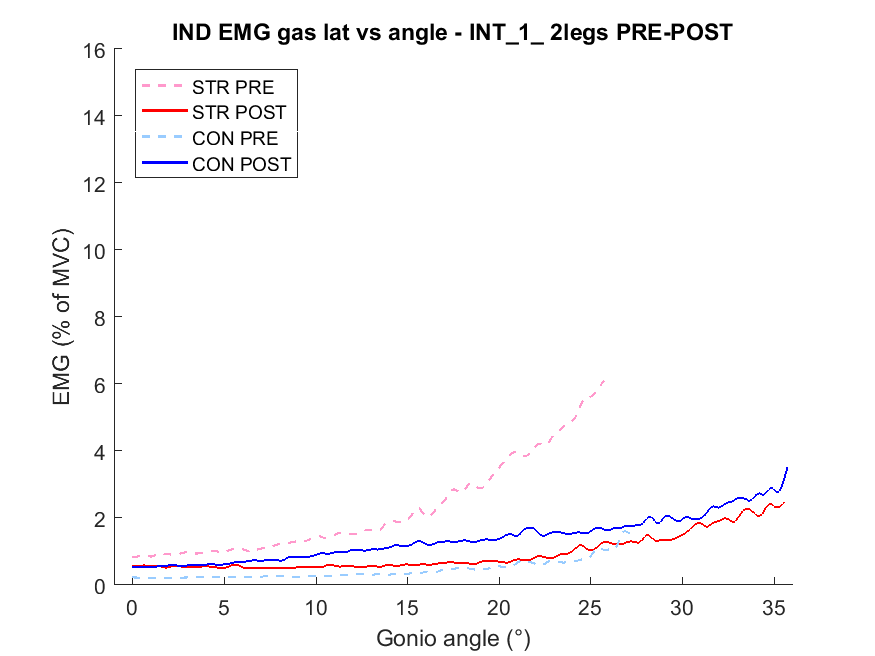 IND EMG gas lat vs angle - INT_1_ 2legs PRE-POST
16
14
12
10
8
6
4
2
0
EMG (% of MVC)
STR PRE
STR POST
CON PRE
CON POST
0 5 10 15 20 25 30 35
Gonio angle (°)